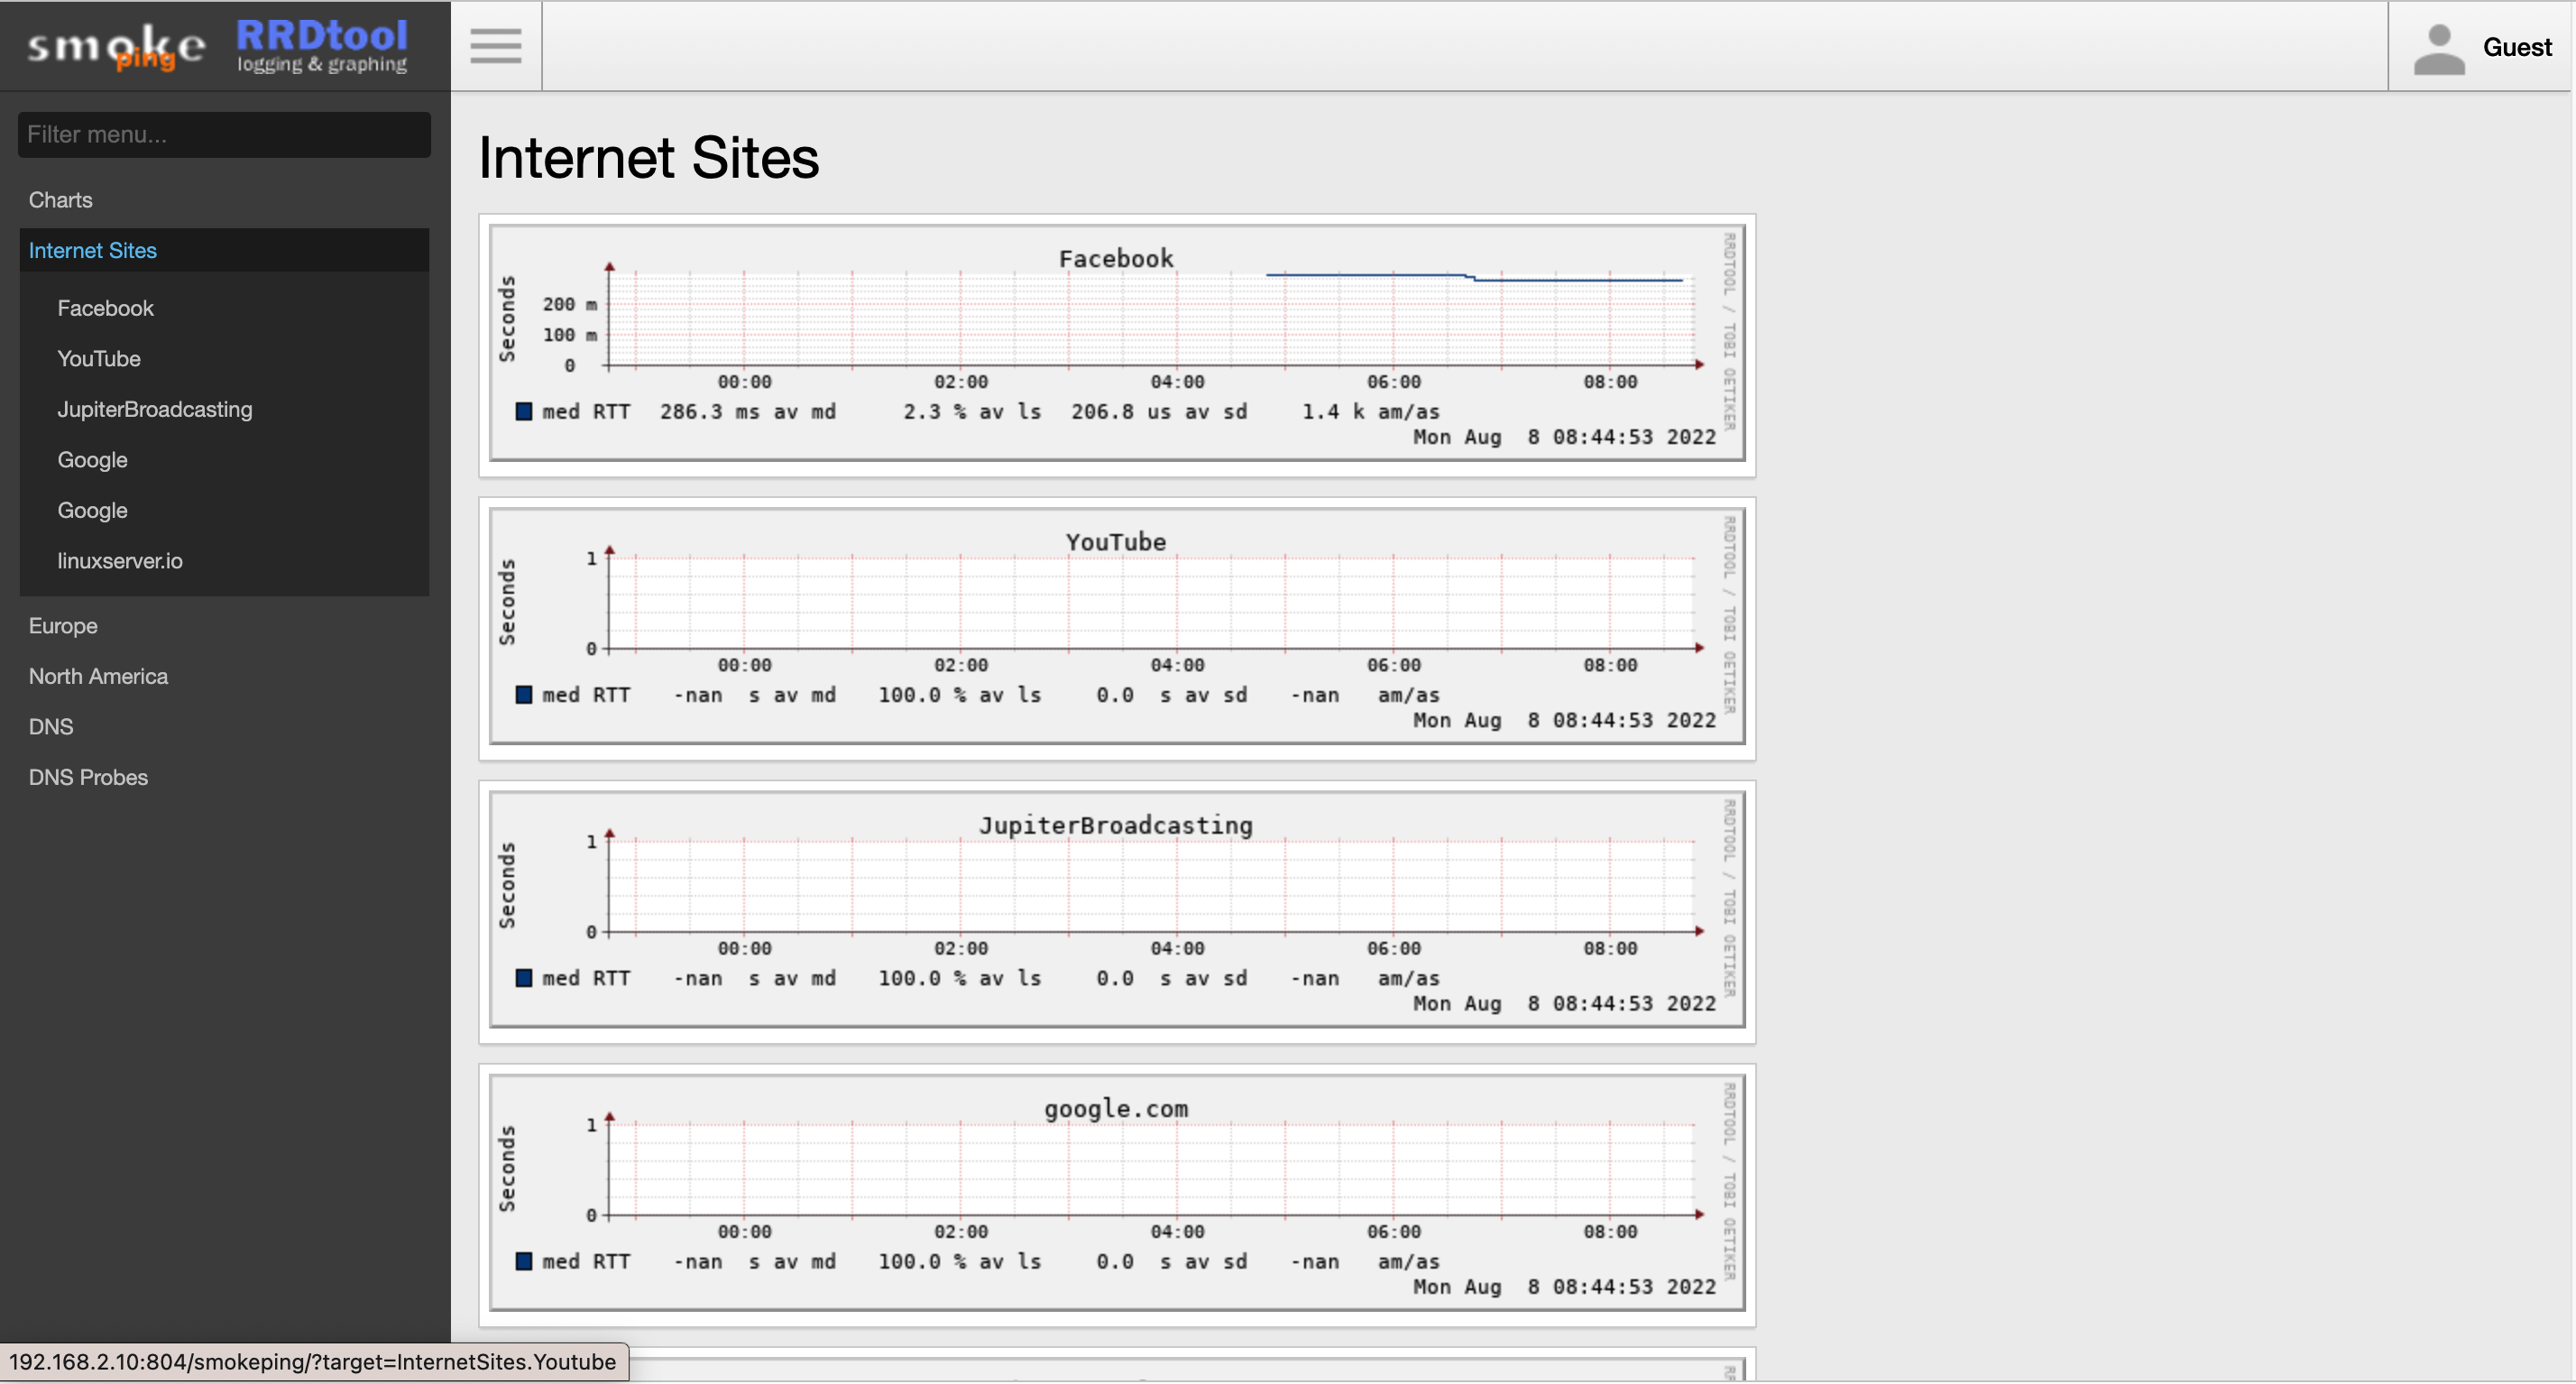 smokeping RRDtool
logging & graphing
Guest
Filter menu...
Charts
Internet Sites
Facebook
YouTube
JupiterBroadcasting
Google
Google
linuxserver.io
Europe
North America
DNS
DNS Probes
Internet Sites
Facebook
Seconds
200 m
100 m
0
00:00 02:00 04:00 06:00 08:00
med RTT 286.3 ms av md 2.3 % av ls 206.8 us av sd 1.4 k am/as
Mon Aug 8 08:44:53 2022
RRDTOOL / TOBI OETIKER
YouTube
Seconds
1
0
00:00 02:00 04:00 06:00 08:00
med RTT -nan s av md 100.0 % av ls 0.0 s av sd -nan am/as
Mon Aug 8 08:44:53 2022
RRDTOOL / TOBI OETIKER
JupiterBroadcasting
Seconds
1
0
00:00 02:00 04:00 06:00 08:00
med RTT -nan s av md 100.0 % av ls 0.0 s av sd -nan am/as
Mon Aug 8 08:44:53 2022
RRDTOOL / TOBI OETIKER
google.com
Seconds
1
0
00:00 02:00 04:00 06:00 08:00
med RTT -nan s av md 100.0 % av ls 0.0 s av sd -nan am/as
Mon Aug 8 08:44:53 2022
RRDTOOL / TOBI OETIKER
192.168.2.10:804/smokeping/?target=InternetSites.Youtube